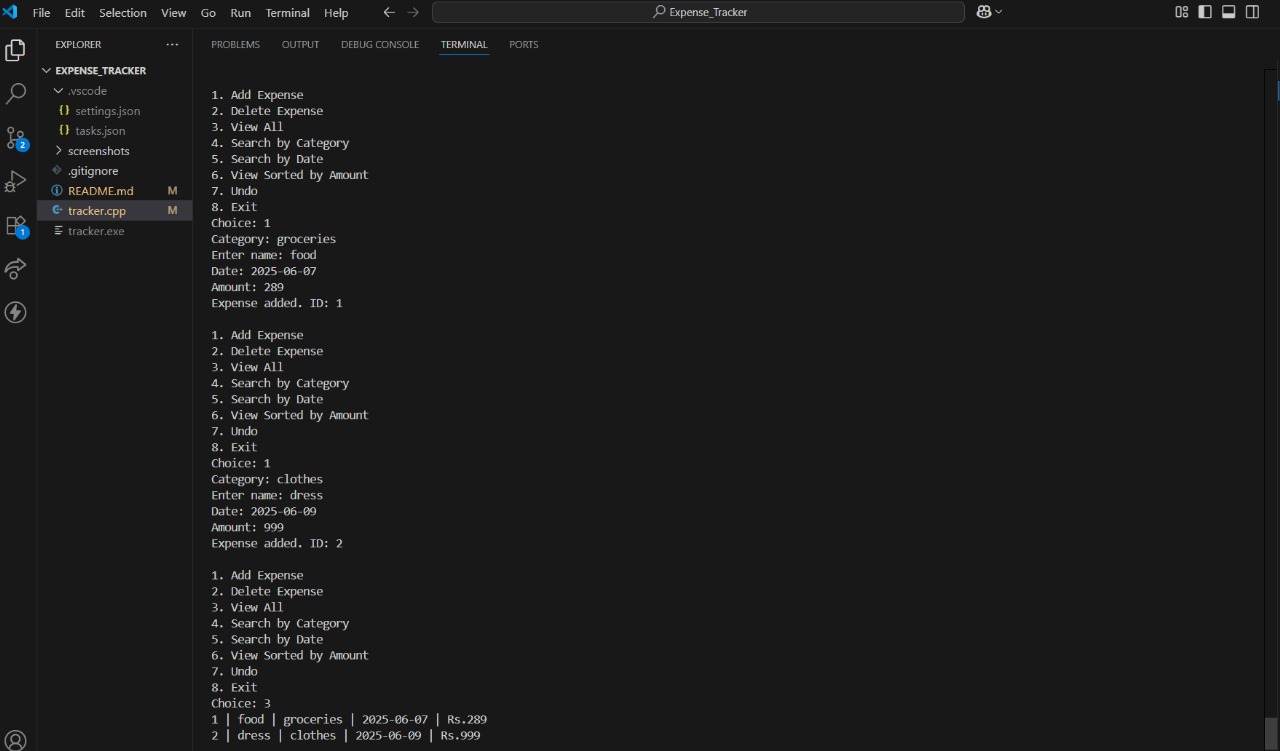 File Edit Selection View Go Run Terminal Help
Expense_Tracker
EXPLORER
EXPENSE_TRACKER
.vscode
{} settings.json
{} tasks.json
screenshots
.gitignore
README.md M
tracker.cpp M
tracker.exe
2
1
PROBLEMS OUTPUT DEBUG CONSOLE TERMINAL PORTS
1. Add Expense
2. Delete Expense
3. View All
4. Search by Category
5. Search by Date
6. View Sorted by Amount
7. Undo
8. Exit
Choice: 1
Category: groceries
Enter name: food
Date: 2025-06-07
Amount: 289
Expense added. ID: 1
1. Add Expense
2. Delete Expense
3. View All
4. Search by Category
5. Search by Date
6. View Sorted by Amount
7. Undo
8. Exit
Choice: 1
Category: clothes
Enter name: dress
Date: 2025-06-09
Amount: 999
Expense added. ID: 2
1. Add Expense
2. Delete Expense
3. View All
4. Search by Category
5. Search by Date
6. View Sorted by Amount
7. Undo
8. Exit
Choice: 3
1 | food | groceries | 2025-06-07 | Rs.289
2 | dress | clothes | 2025-06-09 | Rs.999